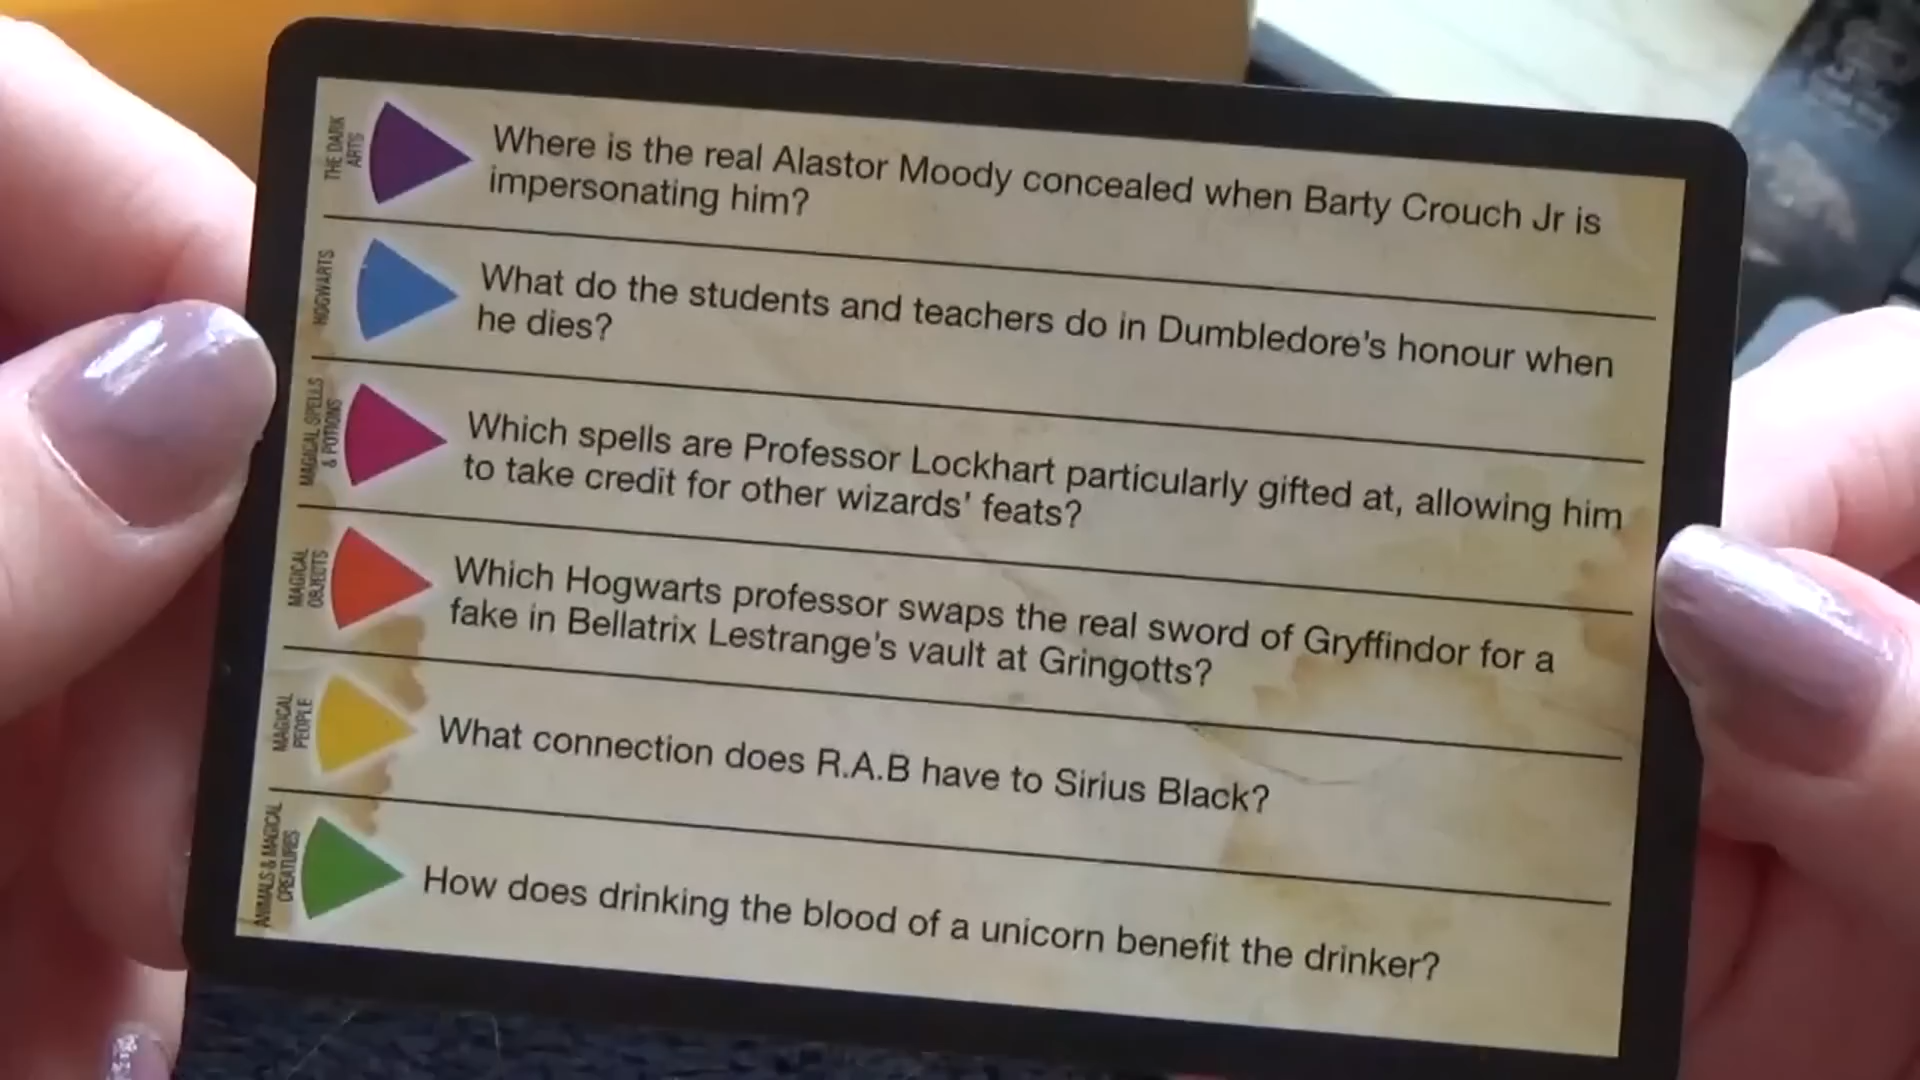 THE DARK
ARTS
Where is the real Alastor Moody concealed when Barty Crouch Jr is
impersonating him?
HOGWARTS
What do the students and teachers do in Dumbledore's honour when
he dies?
MAGICAL SPELLS
& POTIONS
Which spells are Professor Lockhart particularly gifted at, allowing him
to take credit for other wizards' feats?
MAGICAL
OBJECTS
Which Hogwarts professor swaps the real sword of Gryffindor for a
fake in Bellatrix Lestrange's vault at Gringotts?
MAGICAL
PEOPLE
What connection does R.A.B have to Sirius Black?
ANIMALS & MAGICAL
CREATURES
How does drinking the blood of a unicorn benefit the drinker?